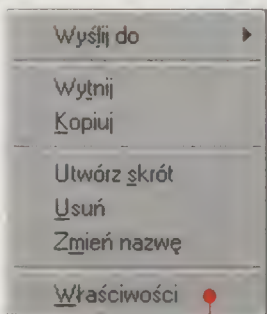 Wyślij do
Wytnij
Kopiuj
Utwórz skrót
Usuń
Zmień nazwę
Właściwości